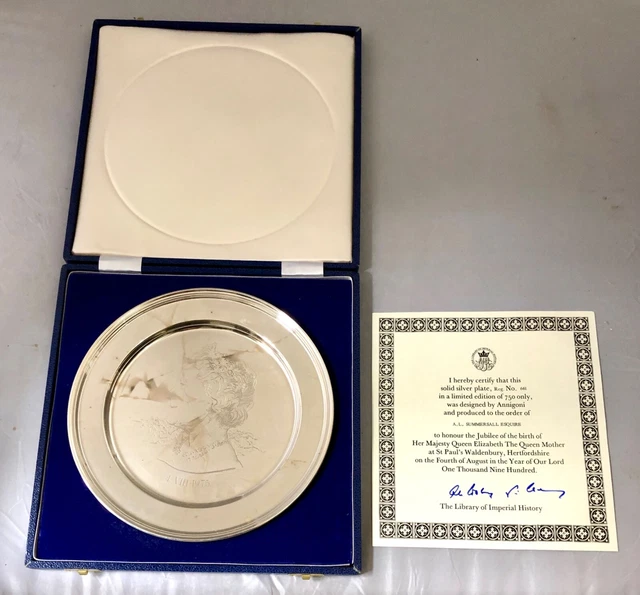 I hereby certify that this
solid silver plate, Reg No.
in a limited edition of 750 only,
was designed by Annigoni
and produced to the order of
A.L. SUMMERSALL ESQUIRE
to honour the Jubilee of the birth of
Her Majesty Queen Elizabeth The Queen Mother
at St Paul's Waldenbury, Hertfordshire
on the Fourth of August in the Year of Our Lord
One Thousand Nine Hundred.
The Library of Imperial History